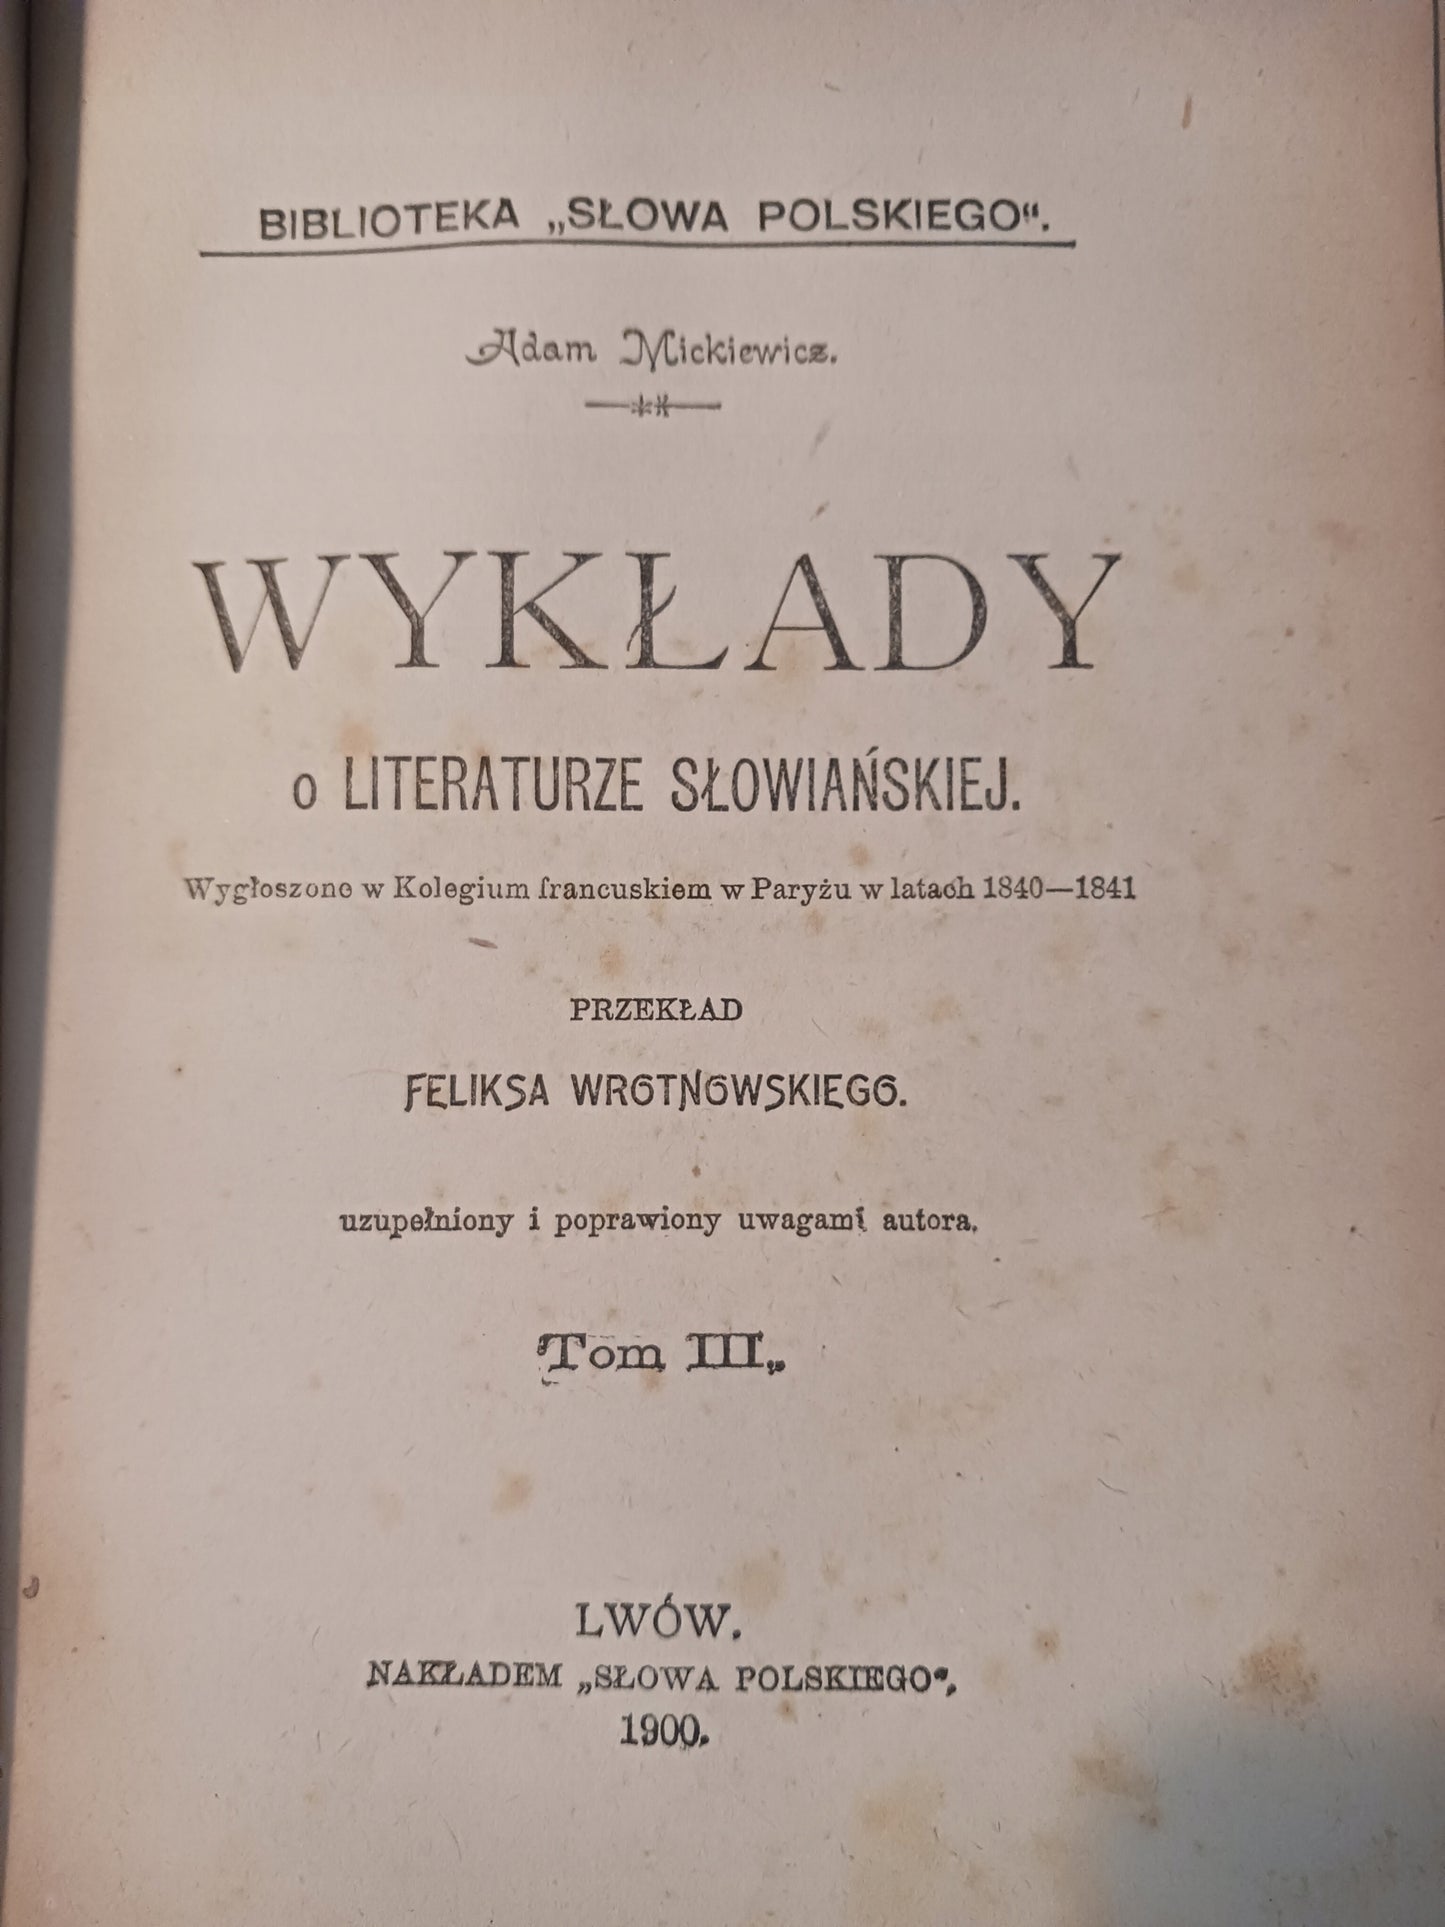 BIBLIOTEKA „SŁOWA POLSKIEGO“.
Adam Mickiewicz.
WYKŁADY
o LITERATURZE SŁOWIAŃSKIEJ.
Wygłoszone w Kolegium francuskiem w Paryżu w latach 1840—1841
PRZEKŁAD
FELIKSA WROTNOWSKIEGO.
uzupełniony i poprawiony uwagami autora.
Tom III.
LWÓW.
NAKŁADEM „SŁOWA POLSKIEGO“,
1900.